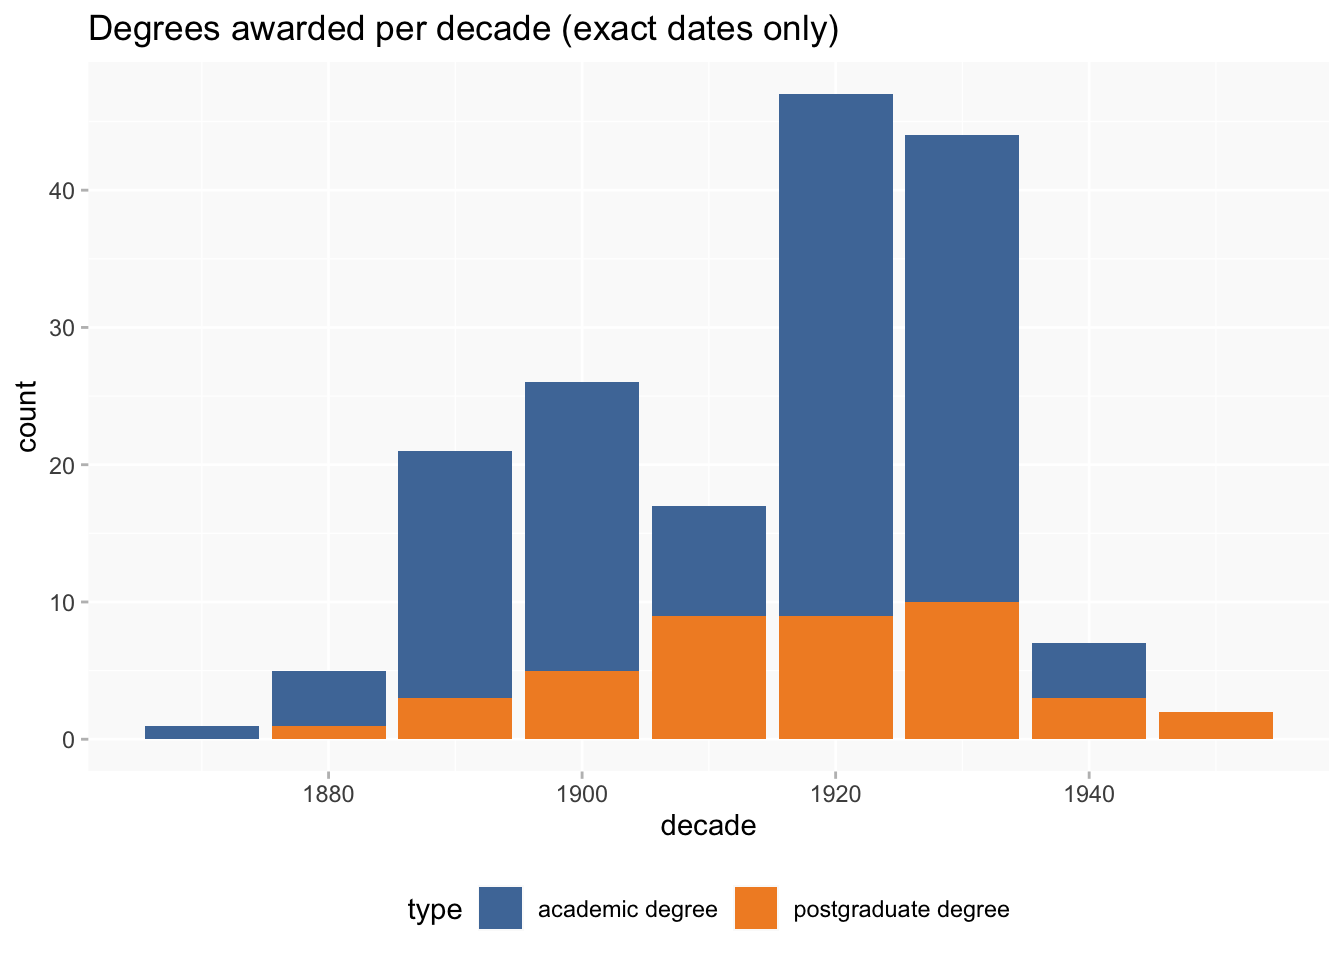 Degrees awarded per decade (exact dates only)
count
40
30
20
10
0
1880 1900 1920 1940
decade
type academic degree postgraduate degree